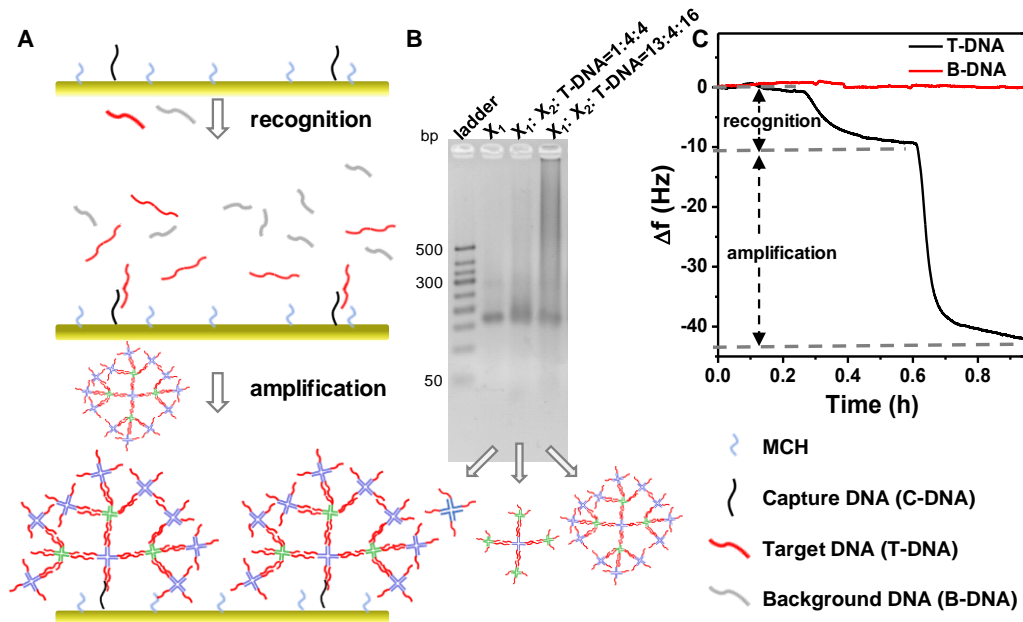 A
recognition
amplification
B
bp
ladder
X₁
X₁: X₂: T-DNA=1:4:4
X₁: X₂: T-DNA=13:4:16
500
300
50
C
T-DNA
B-DNA
0
-10
-20
-30
-40
Δf (Hz)
recognition
amplification
0.0
0.2
0.4
0.6
0.8
Time (h)
MCH
Capture DNA (C-DNA)
Target DNA (T-DNA)
Background DNA (B-DNA)